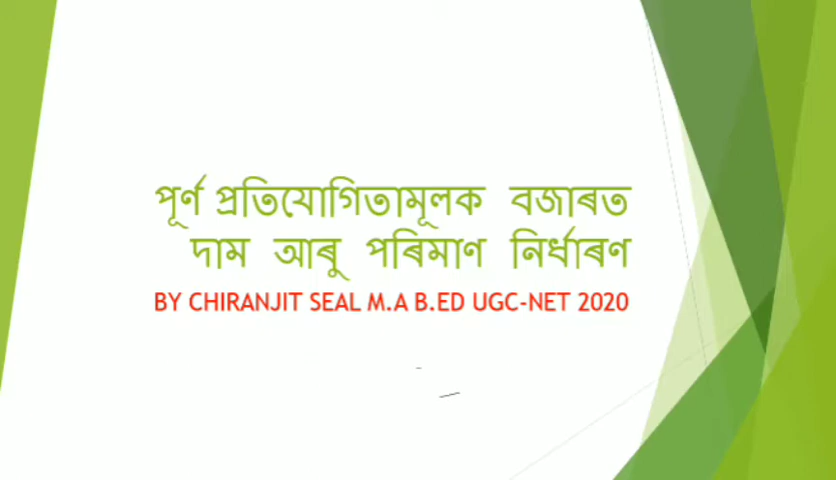 পূৰ্ণ প্ৰতিযোগিতামূলক বজাৰত
দাম আৰু পৰিমাণ নিৰ্ধাৰণ
BY CHIRANJIT SEAL M.A B.ED UGC-NET 2020